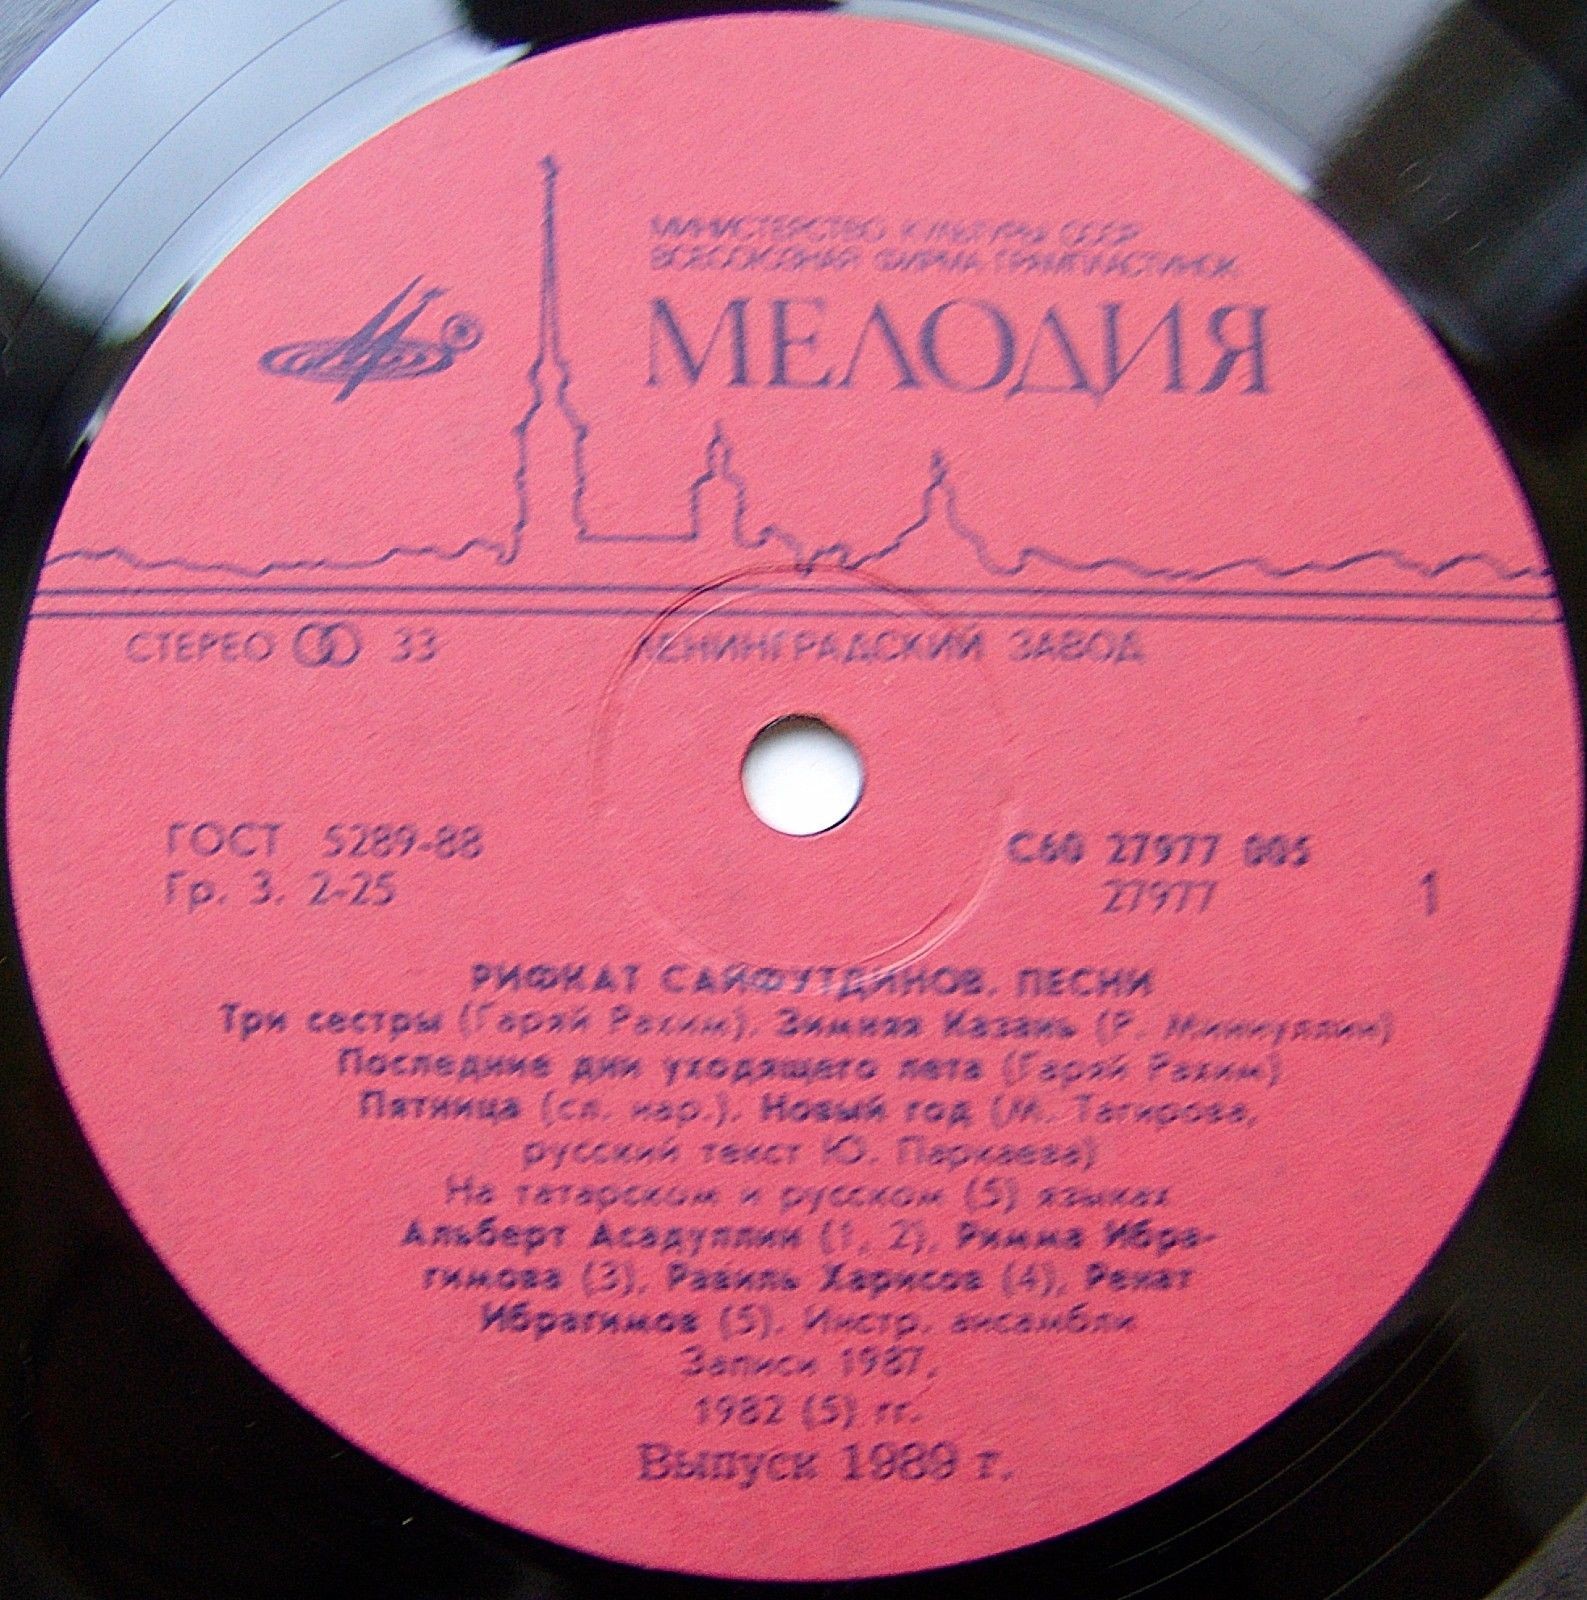 МИНИСТЕРСТВО КУЛЬТУРЫ СССР
ВСЕСОЮЗНАЯ ФИРМА ГРАМПЛАСТИНОК
МЕЛОДИЯ
СТЕРЕО 33 ЛЕНИНГРАДСКИЙ ЗАВОД
ГОСТ 5289-88
Гр. 3. 2-25
С60 27977 005
27977
1
РИФКАТ САЙФУТДИНОВ. ПЕСНИ
Три сестры (Гаряй Рахим). Зимняя Казань (Р. Миннуллин)
Последние дни уходящего лета (Гаряй Рахим)
Пятница (сл. нар.). Новый год (М. Тагирова,
русский текст Ю. Паркаева)
На татарском и русском (5) языках
Альберт Асадуллин (1, 2), Римма Ибра-
гимова (3), Равиль Харисов (4), Ренат
Ибрагимов (5). Инстр. ансамбли
Записи 1987,
1982 (5) гг.
Выпуск 1989 г.